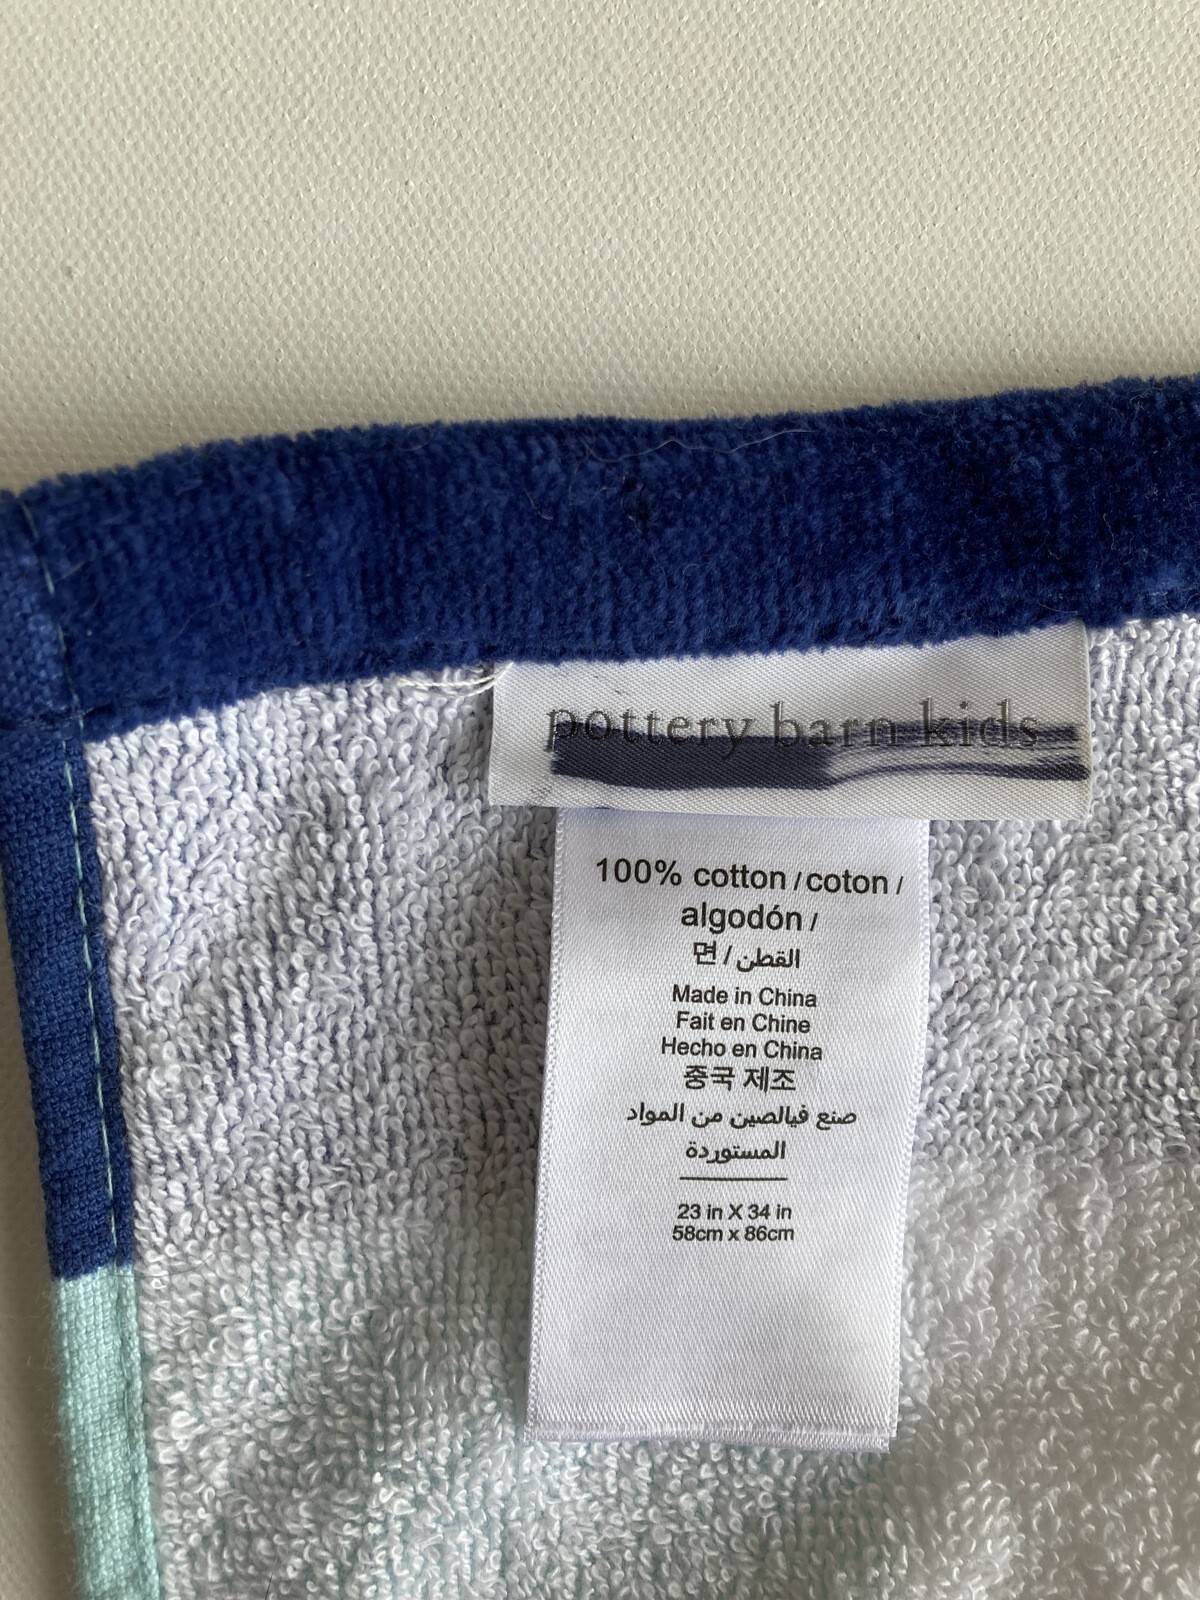 pottery barn kids
100% cotton / coton /
algodón /
면 / القطن
Made in China
Fait en Chine
Hecho en China
중국 제조
صنع فيالصين من المواد
المستوردة
23 in X 34 in
58cm x 86cm